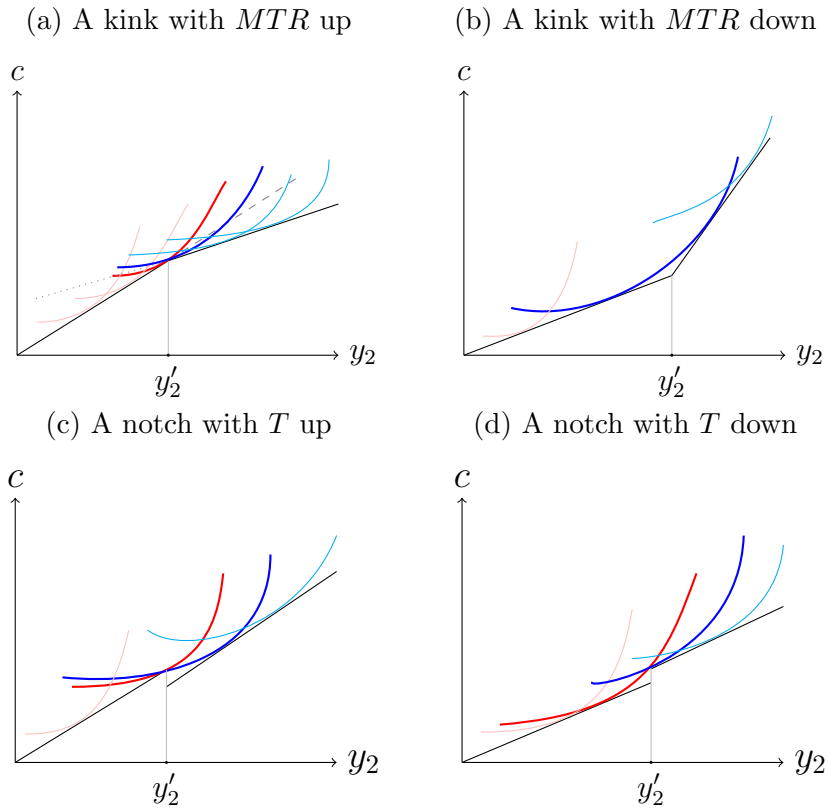 (a) A kink with MTR up
(b) A kink with MTR down
c
y₂
y₂′
c
y₂
y₂′
(c) A notch with T up
(d) A notch with T down
c
y₂
y₂′
c
y₂
y₂′